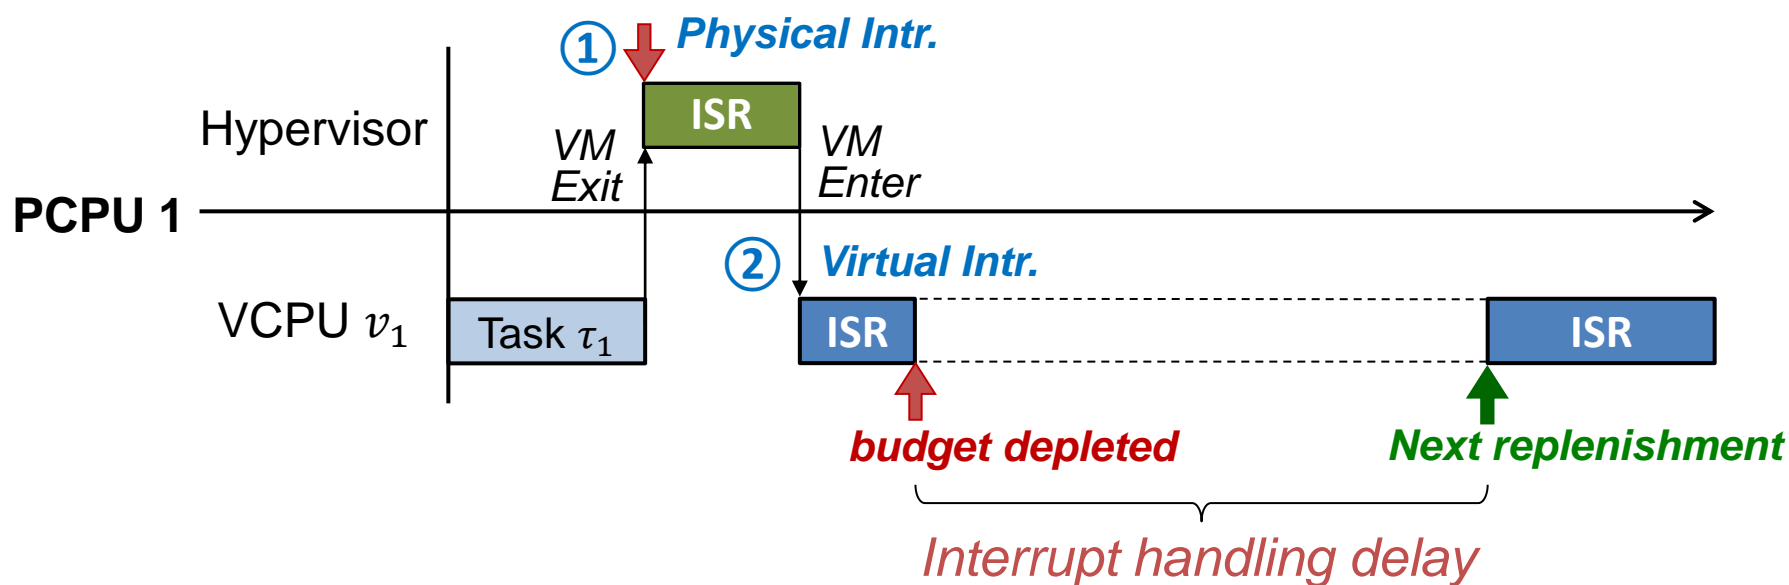 ① Physical Intr.
ISR
Hypervisor
VM
Exit
VM
Enter
PCPU 1
② Virtual Intr.
VCPU 𝑣₁
Task 𝜏₁
ISR
ISR
budget depleted
Next replenishment
Interrupt handling delay